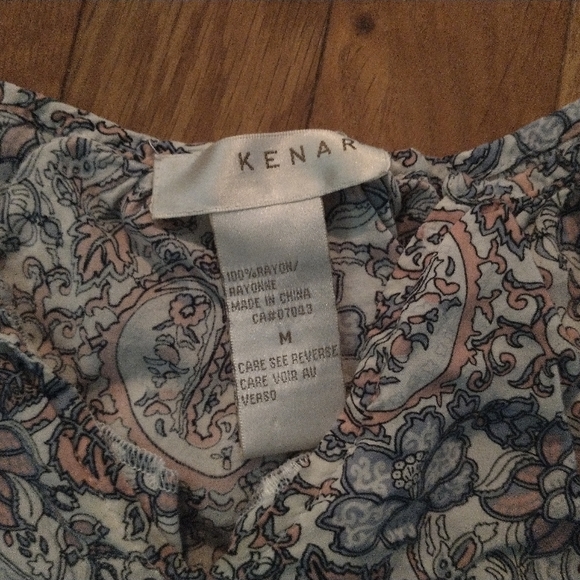 KENAR
100%RAYON/
RAYONNE
MADE IN CHINA
CA#07003
M
CARE SEE REVERSE
CARE VOIR AU
VERSO